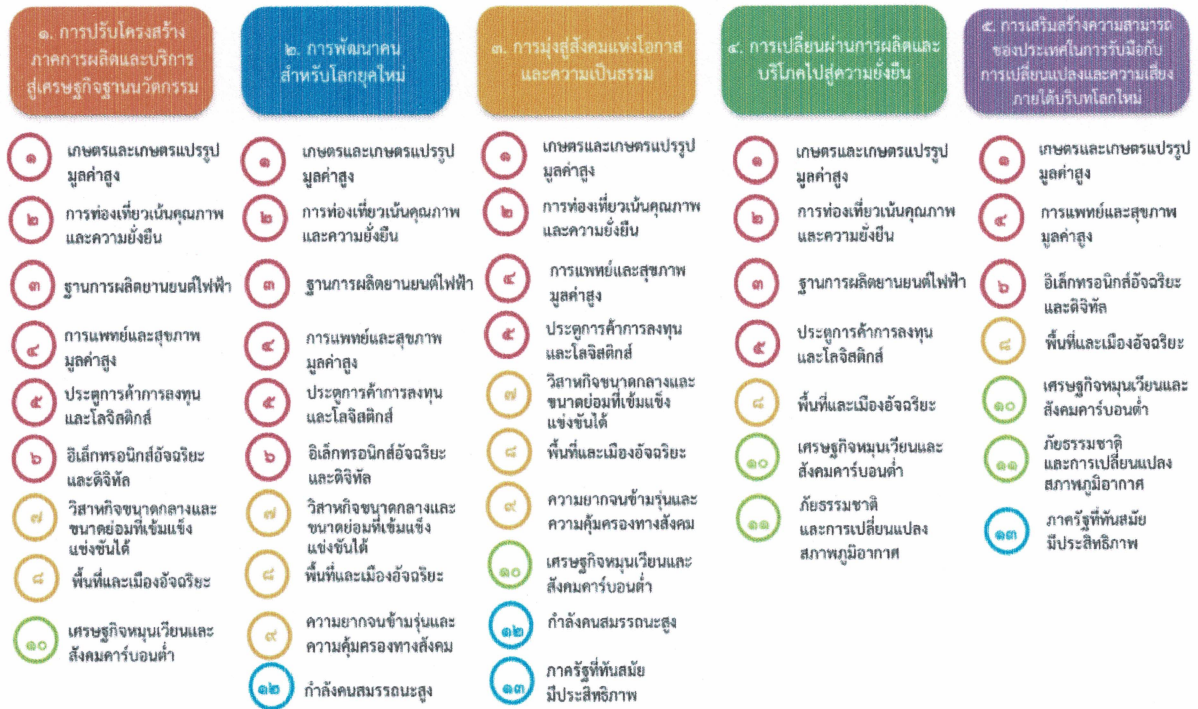 ๑. การปรับโครงสร้าง
ภาคการผลิตและบริการ
สู่เศรษฐกิจฐานนวัตกรรม
๑
เกษตรและเกษตรแปรรูป
มูลค่าสูง
๒
การท่องเที่ยวเน้นคุณภาพ
และความยั่งยืน
๓
ฐานการผลิตยานยนต์ไฟฟ้า
๔
การแพทย์และสุขภาพ
มูลค่าสูง
๕
ประตูการค้าการลงทุน
และโลจิสติกส์
๖
อิเล็กทรอนิกส์อัจฉริยะ
และดิจิทัล
๗
วิสาหกิจขนาดกลางและ
ขนาดย่อมที่เข้มแข็ง
แข่งขันได้
๘
พื้นที่และเมืองอัจฉริยะ
๑๐
เศรษฐกิจหมุนเวียนและ
สังคมคาร์บอนต่ำ
๒. การพัฒนาคน
สำหรับโลกยุคใหม่
๑
เกษตรและเกษตรแปรรูป
มูลค่าสูง
๒
การท่องเที่ยวเน้นคุณภาพ
และความยั่งยืน
๓
ฐานการผลิตยานยนต์ไฟฟ้า
๔
การแพทย์และสุขภาพ
มูลค่าสูง
๕
ประตูการค้าการลงทุน
และโลจิสติกส์
๖
อิเล็กทรอนิกส์อัจฉริยะ
และดิจิทัล
๗
วิสาหกิจขนาดกลางและ
ขนาดย่อมที่เข้มแข็ง
แข่งขันได้
๘
พื้นที่และเมืองอัจฉริยะ
๙
ความยากจนข้ามรุ่นและ
ความคุ้มครองทางสังคม
๑๒
กำลังคนสมรรถนะสูง
๓. การมุ่งสู่สังคมแห่งโอกาส
และความเป็นธรรม
๑
เกษตรและเกษตรแปรรูป
มูลค่าสูง
๒
การท่องเที่ยวเน้นคุณภาพ
และความยั่งยืน
๔
การแพทย์และสุขภาพ
มูลค่าสูง
๕
ประตูการค้าการลงทุน
และโลจิสติกส์
๗
วิสาหกิจขนาดกลางและ
ขนาดย่อมที่เข้มแข็ง
แข่งขันได้
๘
พื้นที่และเมืองอัจฉริยะ
๙
ความยากจนข้ามรุ่นและ
ความคุ้มครองทางสังคม
๑๐
เศรษฐกิจหมุนเวียนและ
สังคมคาร์บอนต่ำ
๑๒
กำลังคนสมรรถนะสูง
๑๓
ภาครัฐที่ทันสมัย
มีประสิทธิภาพ
๔. การเปลี่ยนผ่านการผลิตและ
บริโภคไปสู่ความยั่งยืน
๑
เกษตรและเกษตรแปรรูป
มูลค่าสูง
๒
การท่องเที่ยวเน้นคุณภาพ
และความยั่งยืน
๓
ฐานการผลิตยานยนต์ไฟฟ้า
๕
ประตูการค้าการลงทุน
และโลจิสติกส์
๘
พื้นที่และเมืองอัจฉริยะ
๑๐
เศรษฐกิจหมุนเวียนและ
สังคมคาร์บอนต่ำ
๑๑
ภัยธรรมชาติ
และการเปลี่ยนแปลง
สภาพภูมิอากาศ
๕. การเสริมสร้างความสามารถ
ของประเทศในการรับมือกับ
การเปลี่ยนแปลงและความเสี่ยง
ภายใต้บริบทโลกใหม่
๑
เกษตรและเกษตรแปรรูป
มูลค่าสูง
๔
การแพทย์และสุขภาพ
มูลค่าสูง
๖
อิเล็กทรอนิกส์อัจฉริยะ
และดิจิทัล
๘
พื้นที่และเมืองอัจฉริยะ
๑๐
เศรษฐกิจหมุนเวียนและ
สังคมคาร์บอนต่ำ
๑๑
ภัยธรรมชาติ
และการเปลี่ยนแปลง
สภาพภูมิอากาศ
๑๓
ภาครัฐที่ทันสมัย
มีประสิทธิภาพ